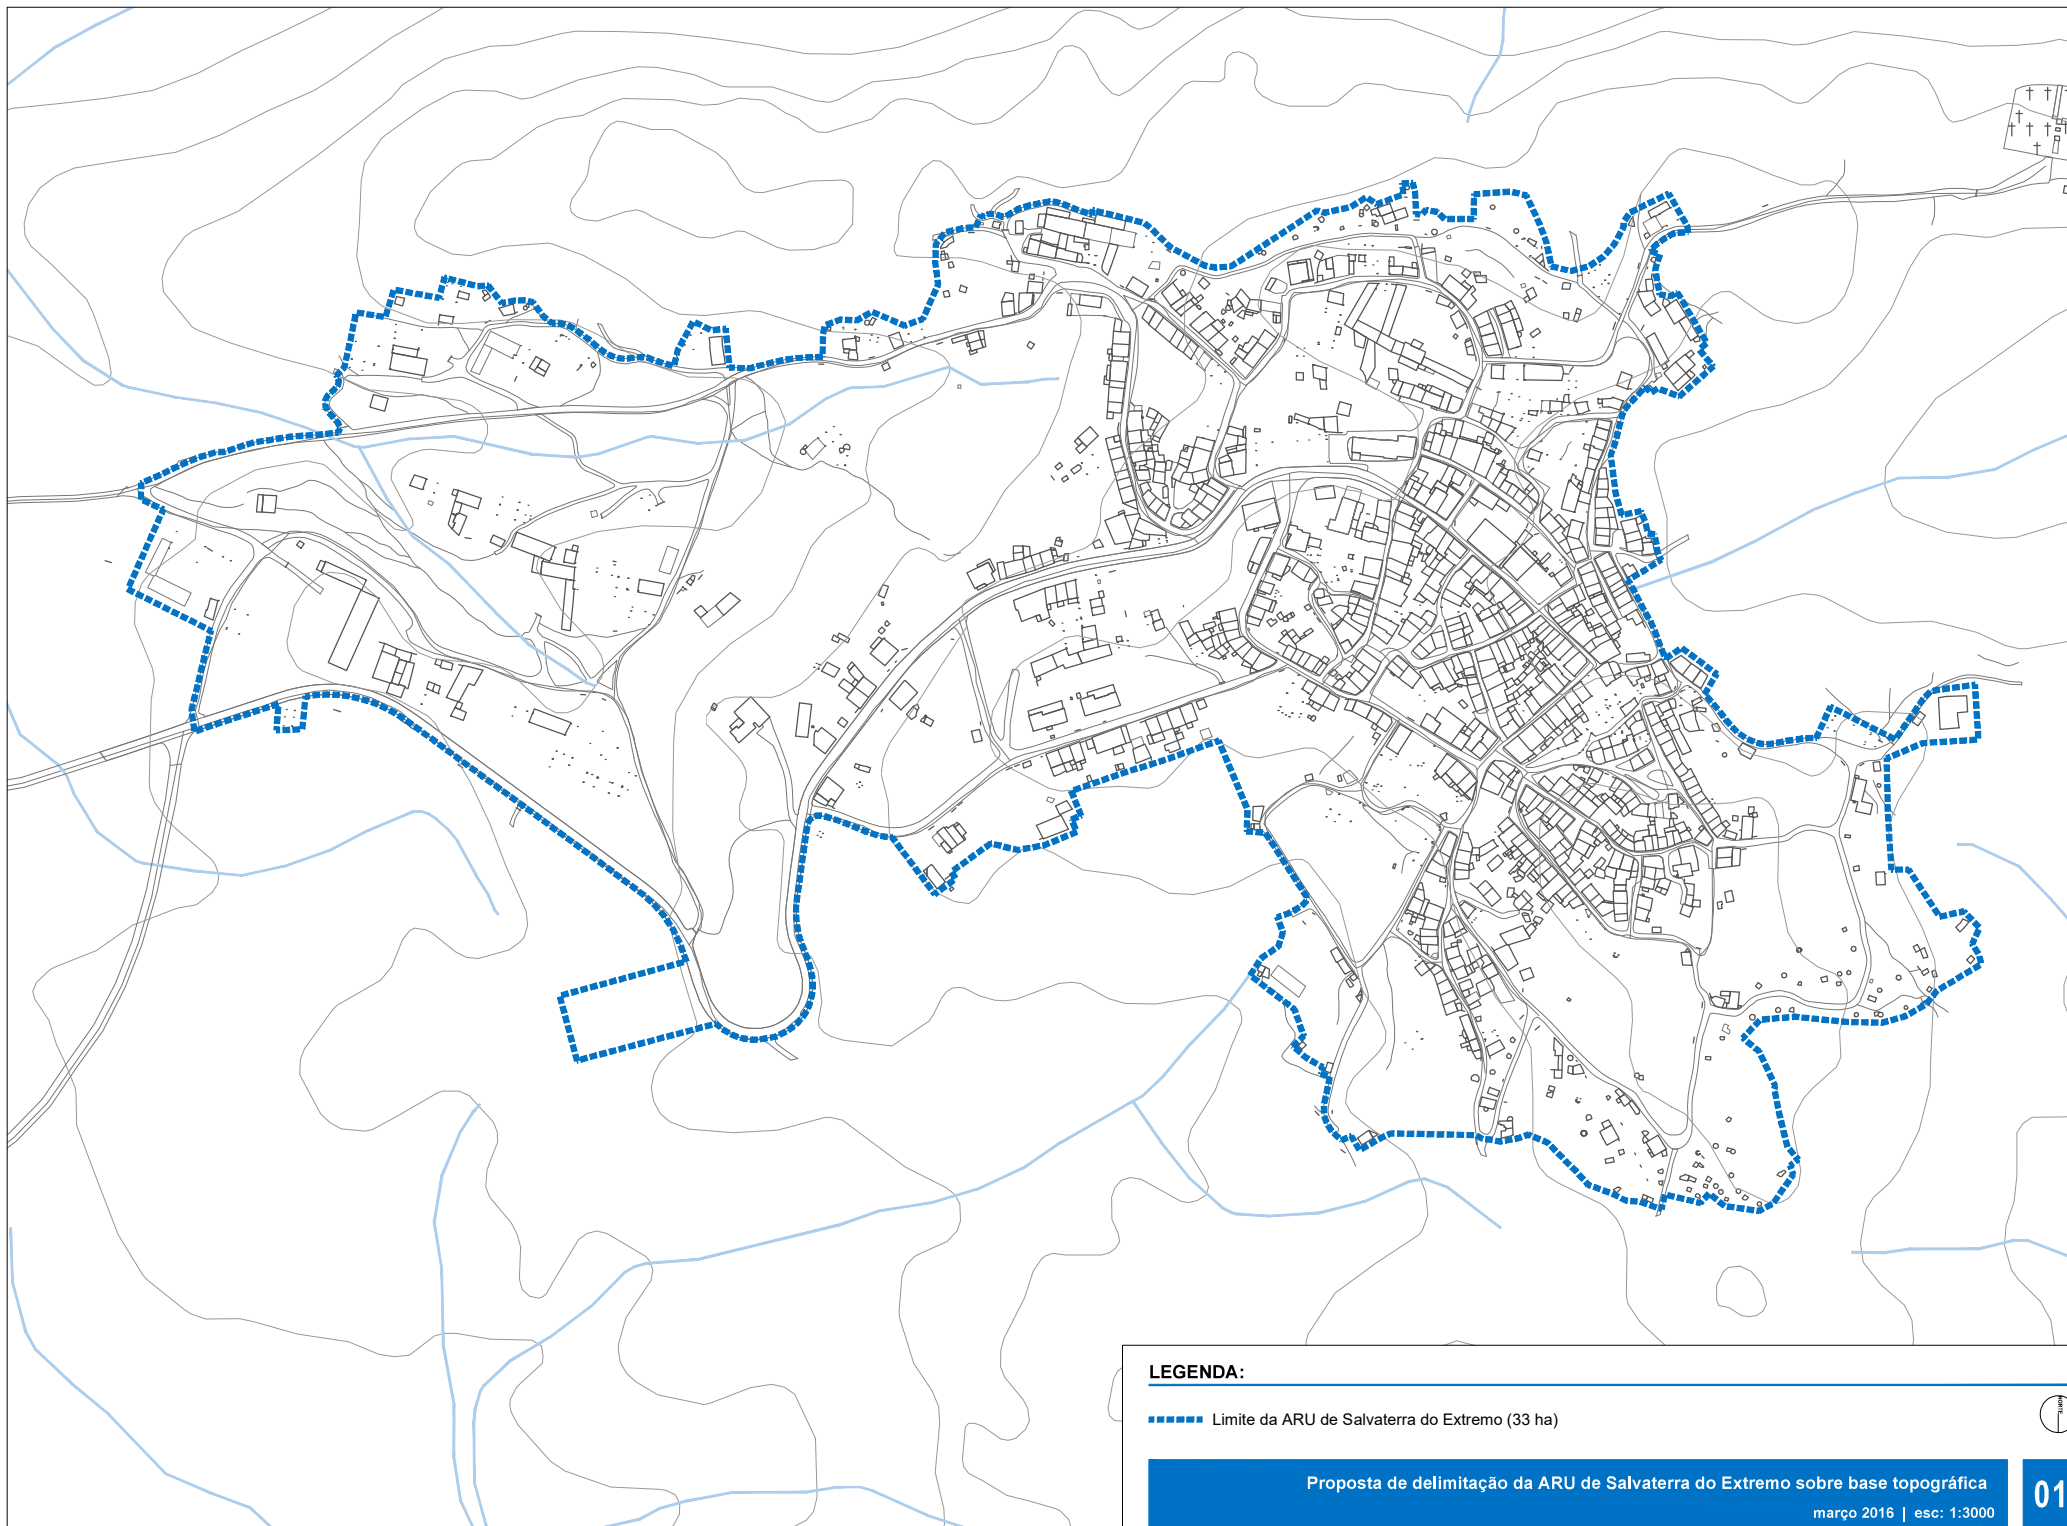 LEGENDA:
Limite da ARU de Salvaterra do Extremo (33 ha)
NORTE
Proposta de delimitação da ARU de Salvaterra do Extremo sobre base topográfica
março 2016 | esc: 1:3000
01